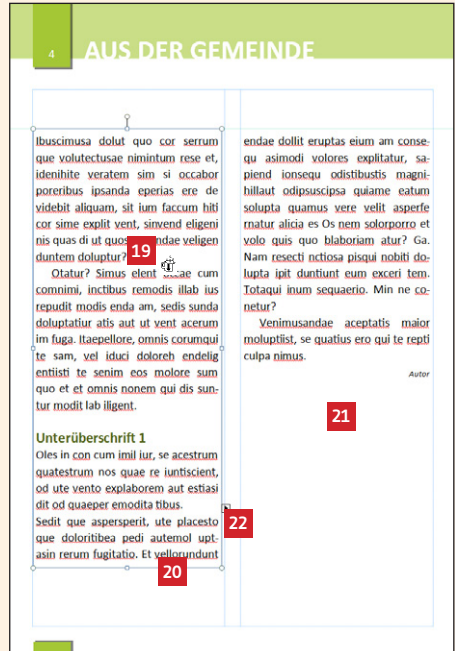 4 AUS DER GEMEINDE
Ibuscimusa dolut quo cor serrum
que volutectusae nimintum rese et,
idenihite veratem sim si occabor
poreribus ipsanda eperias ere de
videbit aliquam, sit ium faccum hiti
cor sime explit vent, sinvend eligeni
nis quas di ut quos ndae veligen
duntem doluptur?
19
Otatur? Simus elent cum
comnimi, inctibus remodis illab ius
repudit modis enda am, sedis sunda
doluptatiur atis aut ut vent acerum
im fuga. Itaepellore, omnis corumqui
te sam, vel iduci doloreh endelig
entiisti te senim eos molore sum
quo et et omnis nonem qui dis sun-
tur modit lab iligent.
Unterüberschrift 1
Oles in con cum imil iur, se acestrum
quatestrum nos quae re iuntiscient,
od ute vento explaborem aut estiasi
dit od quaeper emodita tibus.
Sedit que aspersperit, ute placesto
que doloritibea pedi autemol upt-
asin rerum fugitatio. Et vellorundunt
20
22
endae dollit eruptas eium am conse-
qu asimodi volores explitatur, sa-
piend ionsequ odistibustis magni-
hillaut odipsuscipsa quiame eatum
solupta quamus vere velit asperfe
rnatur alicia es Os nem solorporro et
volo quis quo blaboriam atur? Ga.
Nam resecti nctiosa pisqui nobiti do-
lupta ipit duntiunt eum exceri tem.
Totaqui inum sequaerio. Min ne co-
netur?
Venimusandae aceptatis maior
moluptiist, se quatius ero qui te repti
culpa nimus.
Autor
21